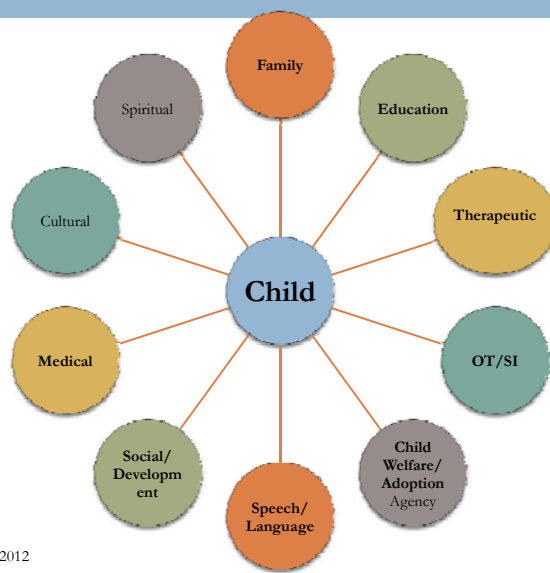 Family
Education
Therapeutic
OT/SI
Child
Welfare/
Adoption
Agency
Speech/
Language
Social/
Developm
ent
Medical
Cultural
Spiritual
Child
2012